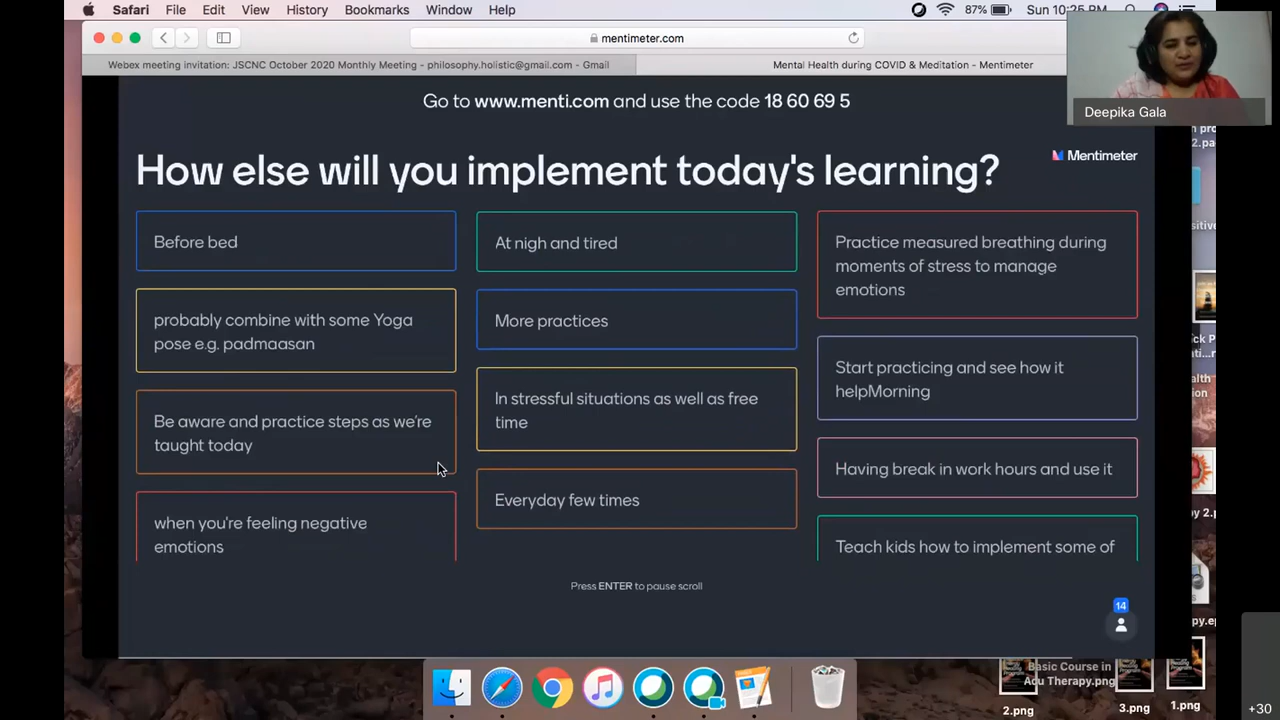 Safari File Edit View History Bookmarks Window Help
87%
Sun 10:25 PM
mentimeter.com
Webex meeting invitation: JSCNC October 2020 Monthly Meeting - philosophy.holistic@gmail.com - Gmail
Mental Health during COVID & Meditation - Mentimeter
Deepika Gala
Go to www.menti.com and use the code 18 60 69 5
How else will you implement today's learning?
Mentimeter
Before bed
probably combine with some Yoga
pose e.g. padmaasan
Be aware and practice steps as we're
taught today
when you're feeling negative
emotions
At nigh and tired
More practices
In stressful situations as well as free
time
Everyday few times
Practice measured breathing during
moments of stress to manage
emotions
Start practicing and see how it
helpMorning
Having break in work hours and use it
Teach kids how to implement some of
Press ENTER to pause scroll
14
Basic Course in
Acu Therapy.png
2.png
3.png
1.png
+30